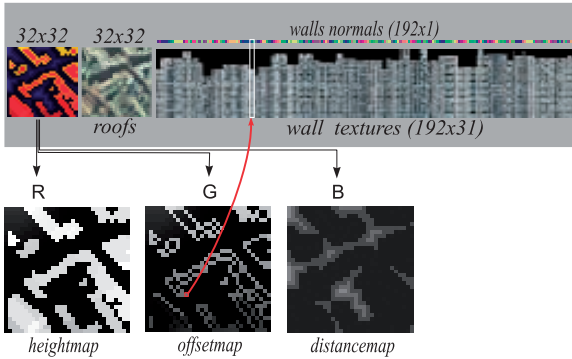 32x32 32x32 walls normals (192x1)
roofs wall textures (192x31)
R G B
heightmap offsetmap distancemap